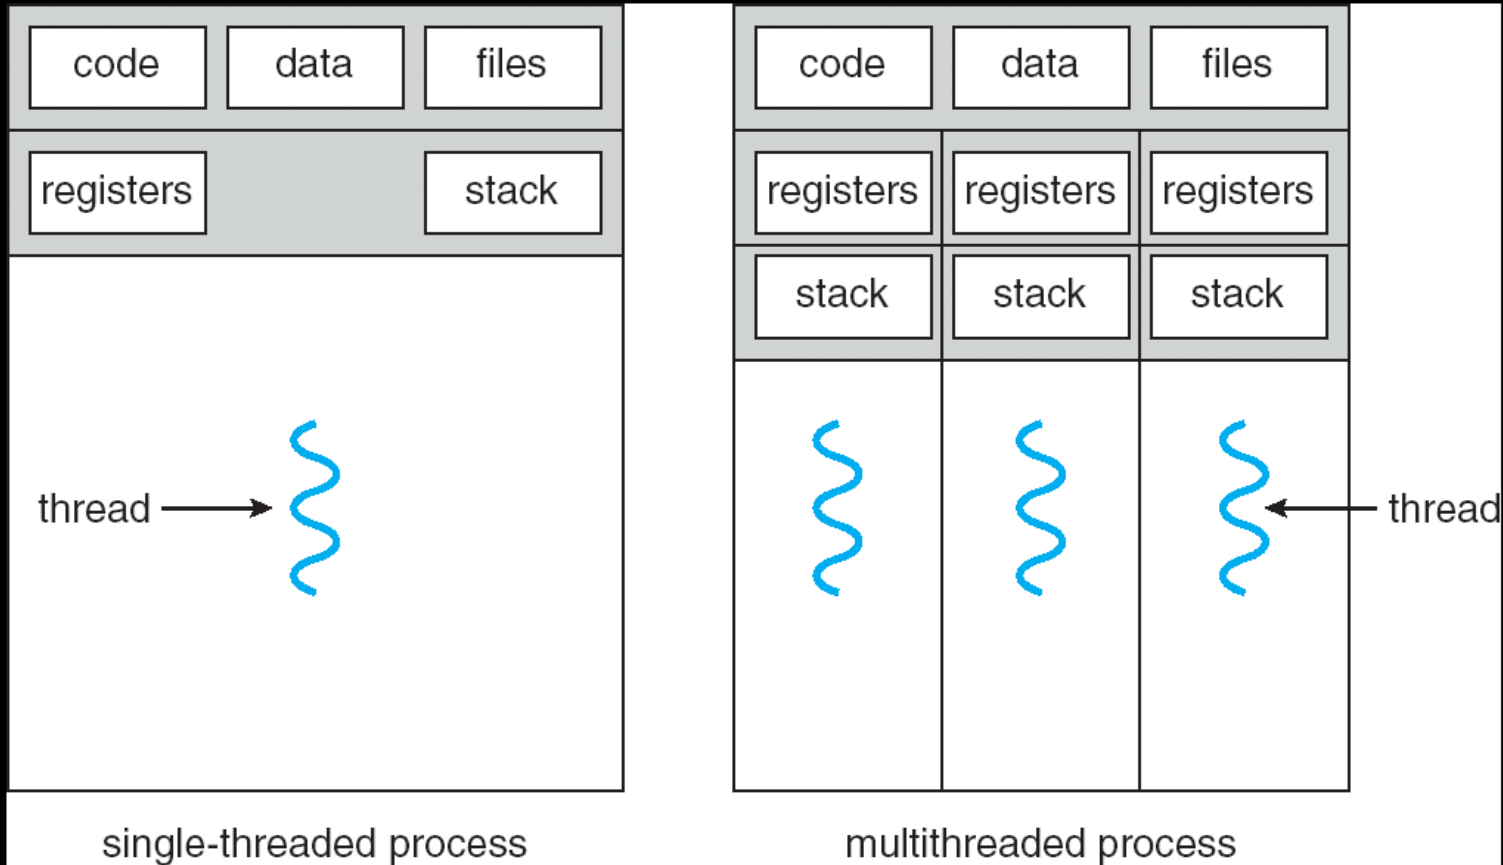 code data files code data files
registers stack registers registers registers
stack stack stack
thread thread
single-threaded process multithreaded process